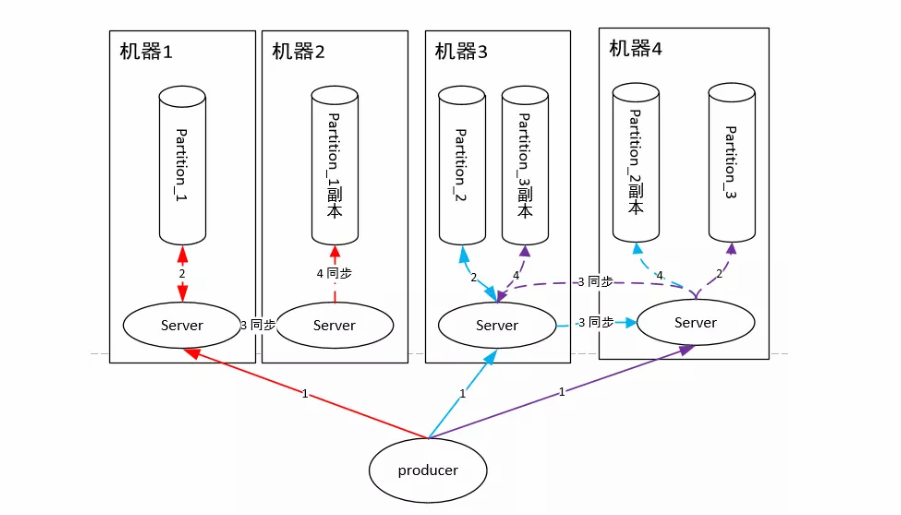 机器1
机器2
机器3
机器4
Partition_1
Partition_1副本
Partition_2
Partition_3副本
Partition_2副本
Partition_3
2
4 同步
2
4
3 同步
4
2
Server
3 同步
Server
Server
3 同步
Server
1
1
1
producer